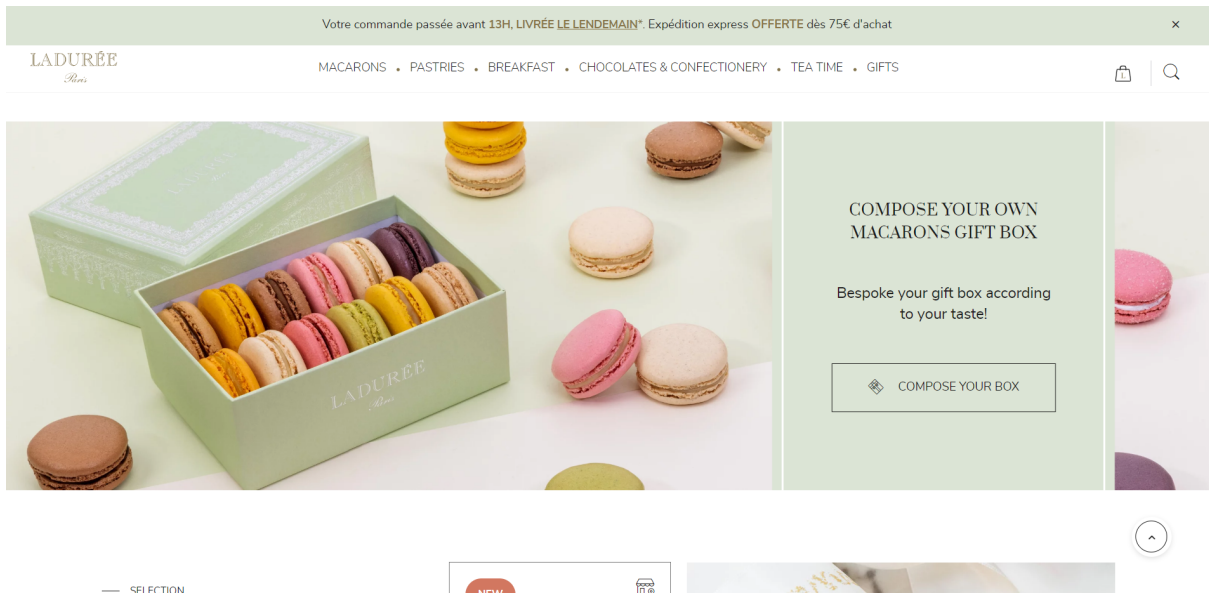 Votre commande passée avant 13H, LIVRÉE LE LENDEMAIN*. Expédition express OFFERTE dès 75€ d'achat
LADURÉE
Paris
MACARONS • PASTRIES • BREAKFAST • CHOCOLATES & CONFECTIONERY • TEA TIME • GIFTS
L
COMPOSE YOUR OWN
MACARONS GIFT BOX
Bespoke your gift box according
to your taste!
COMPOSE YOUR BOX
LADURÉE
Paris
SELECTION
NEW